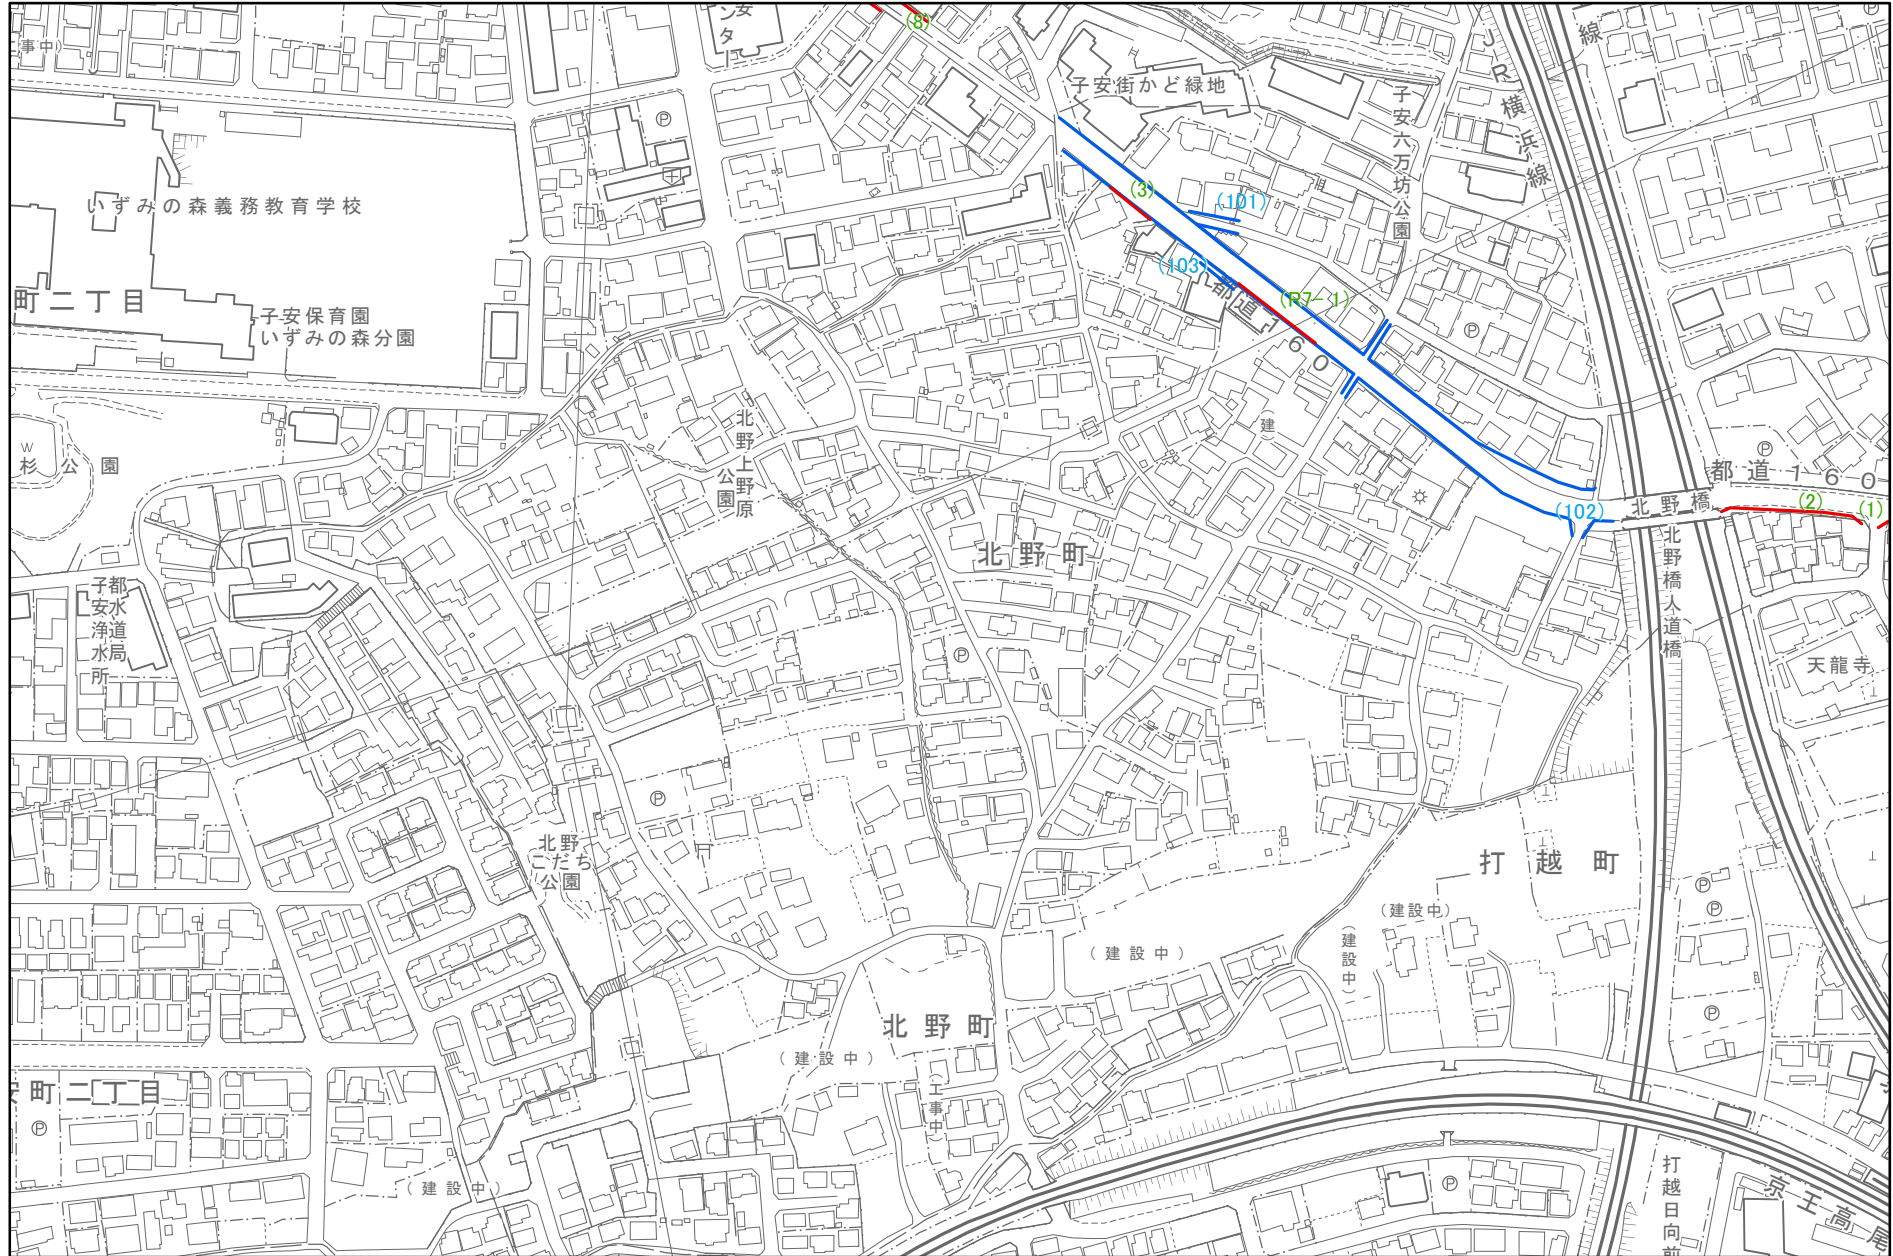 (8)
安
ンター
工事中)
子安街かど緑地
JR横浜線
線
子安六万坊公園
いずみの森義務教育学校
(3)
(101)
(103)
(R7-1)
都道160
町二丁目
子安保育園
いずみの森分園
北野上野原
公園
(建)
杉公園
都道160
北野橋
(102)
(2)
(1)
北野町
北野橋人道橋
都水道局
子安浄水所
天龍寺
北野
こだち
公園
打越町
(建設中)
(建設中)
(建設中)
北野町
(建設中)
(工事中)
安町二丁目
(建設中)
打越日向前
京王高尾